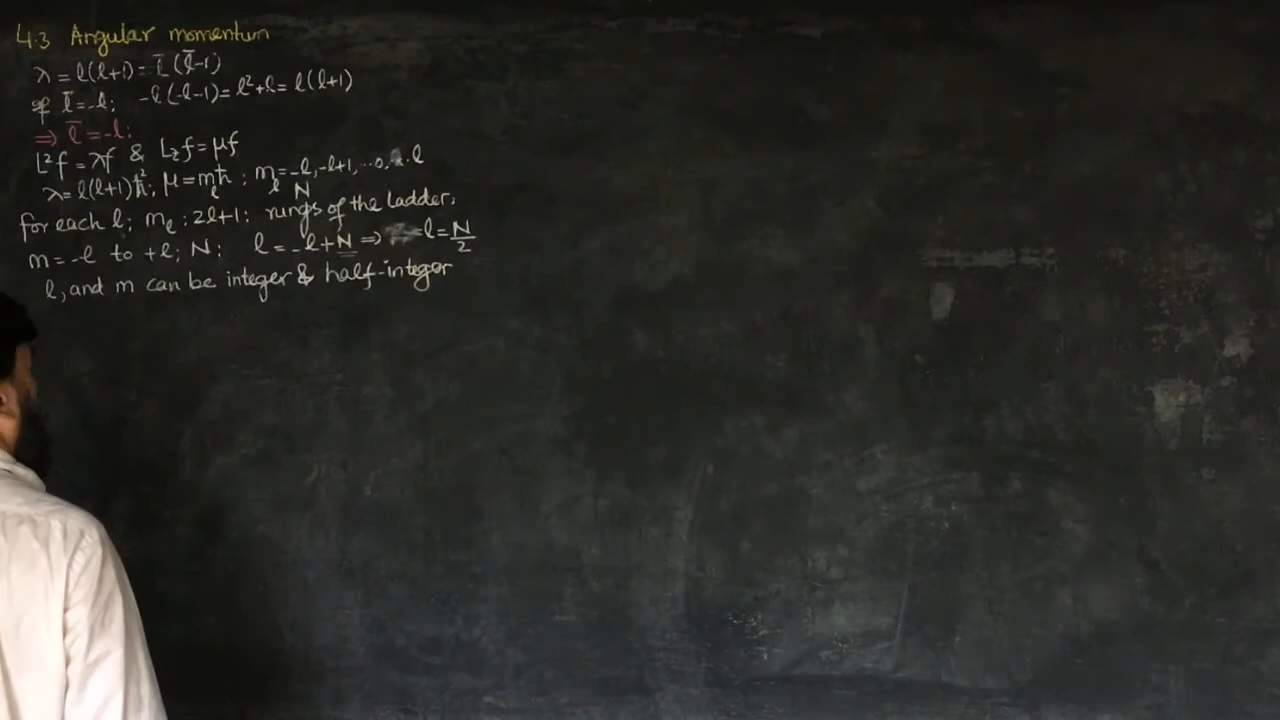 4.3 Angular momentum
λ = l(l+1) = l̄(l̄-1)
if l̄ = -l; -l(-l-1) = l²+l = l(l+1)
⇒ l̄ = -l;
L²f = λf & L_z f = μf
λ = l(l+1)ħ²; μ = mħ; m_l = -l, -l+1, ...0, .. l
N
for each l; m_l : 2l+1; rungs of the ladder,
m = -l to +l; N; l = -l+N ⇒ l = N/2
l, and m can be integer & half-integer